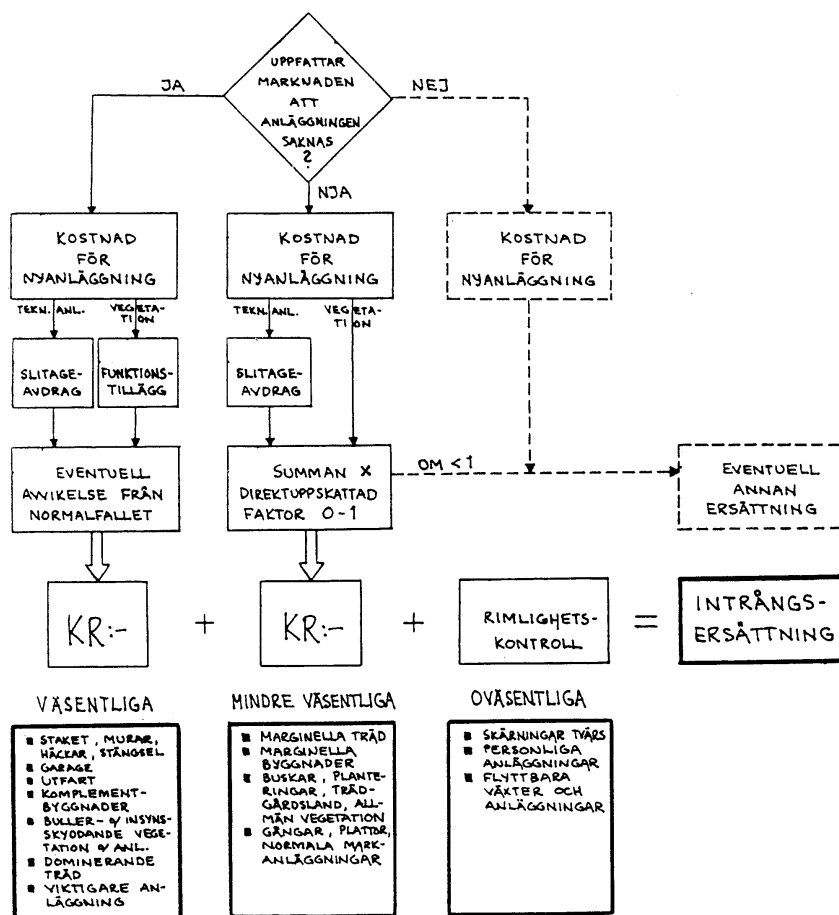 UPPFATTAR
MARKNADEN
ATT
ANLÄGGNINGEN
SAKNAS
?
JA
NEJ
NJA
KOSTNAD
FÖR
NYANLÄGGNING
KOSTNAD
FÖR
NYANLÄGGNING
KOSTNAD
FÖR
NYANLÄGGNING
TEKN. ANL.
VEGETA-
TION
TEKN. ANL.
VEGETA-
TION
SLITAGE-
AVDRAG
FUNKTIONS-
TILLÄGG
SLITAGE-
AVDRAG
EVENTUELL
AVVIKELSE FRÅN
NORMALFALLET
SUMMAN X
DIREKTUPPSKATTAD
FAKTOR 0-1
OM < 1
EVENTUELL
ANNAN
ERSÄTTNING
KR:-
+
KR:-
+
RIMLIGHETS-
KONTROLL
=
INTRÅNGS-
ERSÄTTNING
VÄSENTLIGA
■ STAKET, MURAR,
HÄCKAR, STÄNGSEL
■ GARAGE
■ UTFART
■ KOMPLEMENT-
BYGGNADER
■ BULLER- & INSYNS-
SKYDDANDE VEGE-
TATION & ANL.
■ DOMINERANDE
TRÄD
■ VIKTIGARE AN-
LÄGGNING
MINDRE VÄSENTLIGA
■ MARGINELLA TRÄD
■ MARGINELLA
BYGGNADER
■ BUSKAR, PLANTE-
RINGAR, TRÄD-
GÅRDSLAND, ALL-
MÄN VEGETATION
■ GÅNGAR, PLATTOR,
NORMALA MARK-
ANLÄGGNINGAR
OVÄSENTLIGA
■ SKÄRNINGAR TVÄRS
■ PERSONLIGA
ANLÄGGNINGAR
■ FLYTTBARA
VÄXTER OCH
ANLÄGGNINGAR